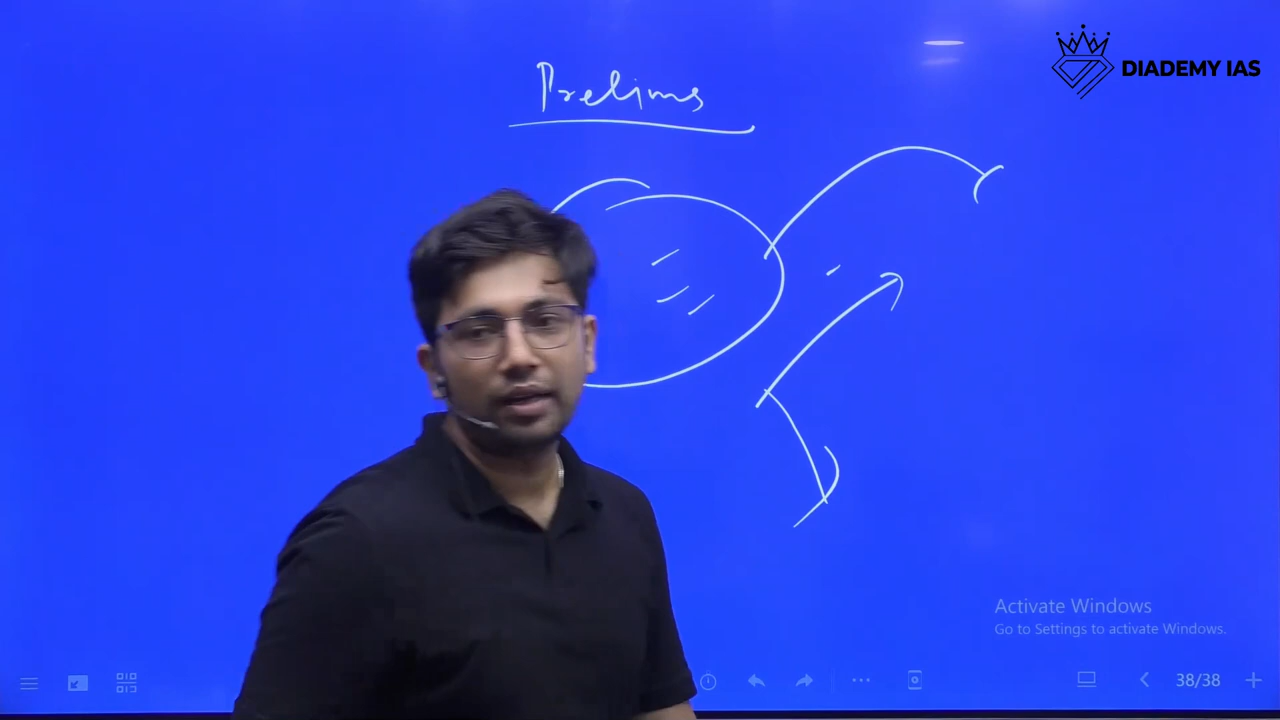 DIADEMY IAS
Prelims
Activate Windows
Go to Settings to activate Windows.
38/38